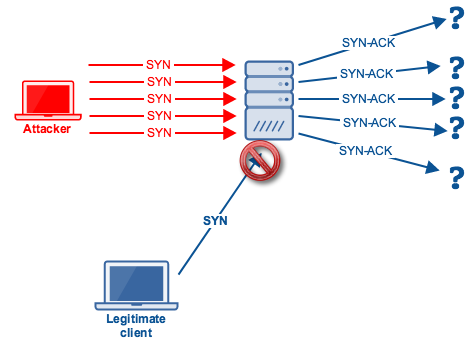 SYN
SYN
SYN
SYN
SYN
Attacker
SYN-ACK
SYN-ACK
SYN-ACK
SYN-ACK
SYN-ACK
?
?
?
?
?
SYN
Legitimate
client